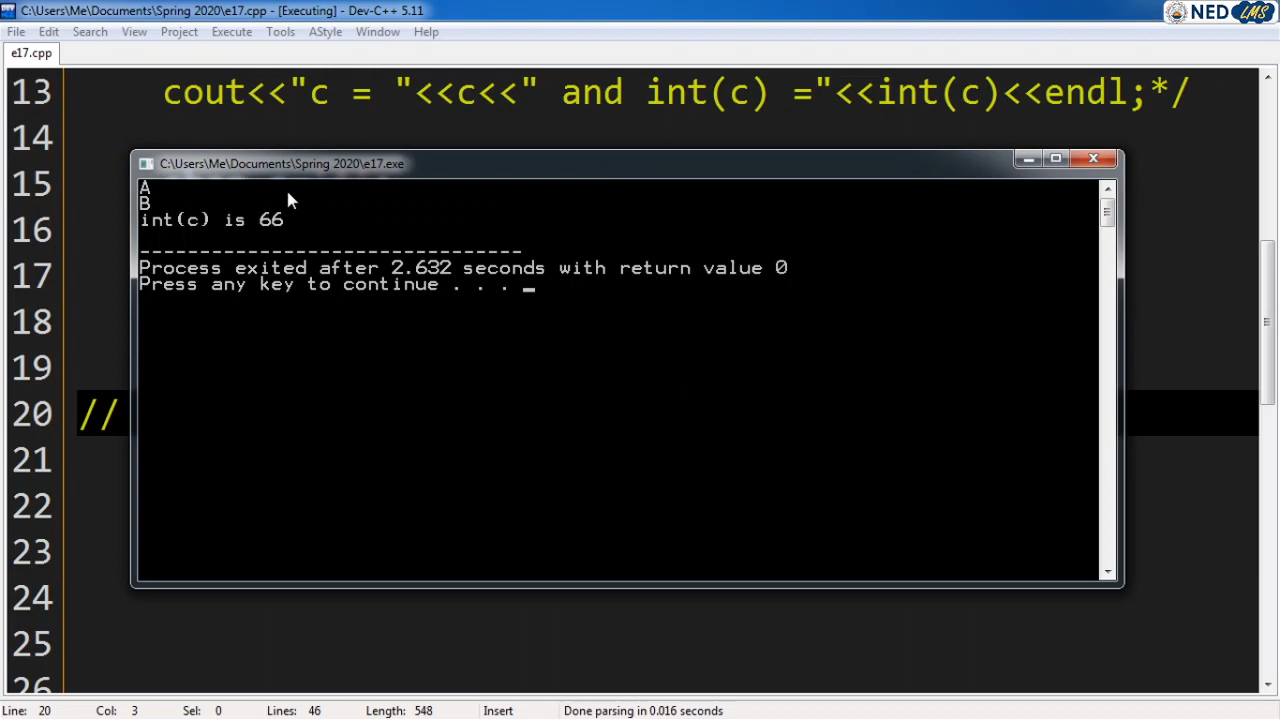 C:\Users\Me\Documents\Spring 2020\e17.cpp - [Executing] - Dev-C++ 5.11
NED LMS
File Edit Search View Project Execute Tools AStyle Window Help
e17.cpp
13 cout<<"c = "<<c<<" and int(c) ="<<int(c)<<endl;*/
14
C:\Users\Me\Documents\Spring 2020\e17.exe
15
A
B
int(c) is 66
16
--------------------------------
Process exited after 2.632 seconds with return value 0
17
Press any key to continue . . . _
18
19
20 //
21
22
23
24
25
26
Line: 20 Col: 3 Sel: 0 Lines: 46 Length: 548 Insert Done parsing in 0.016 seconds